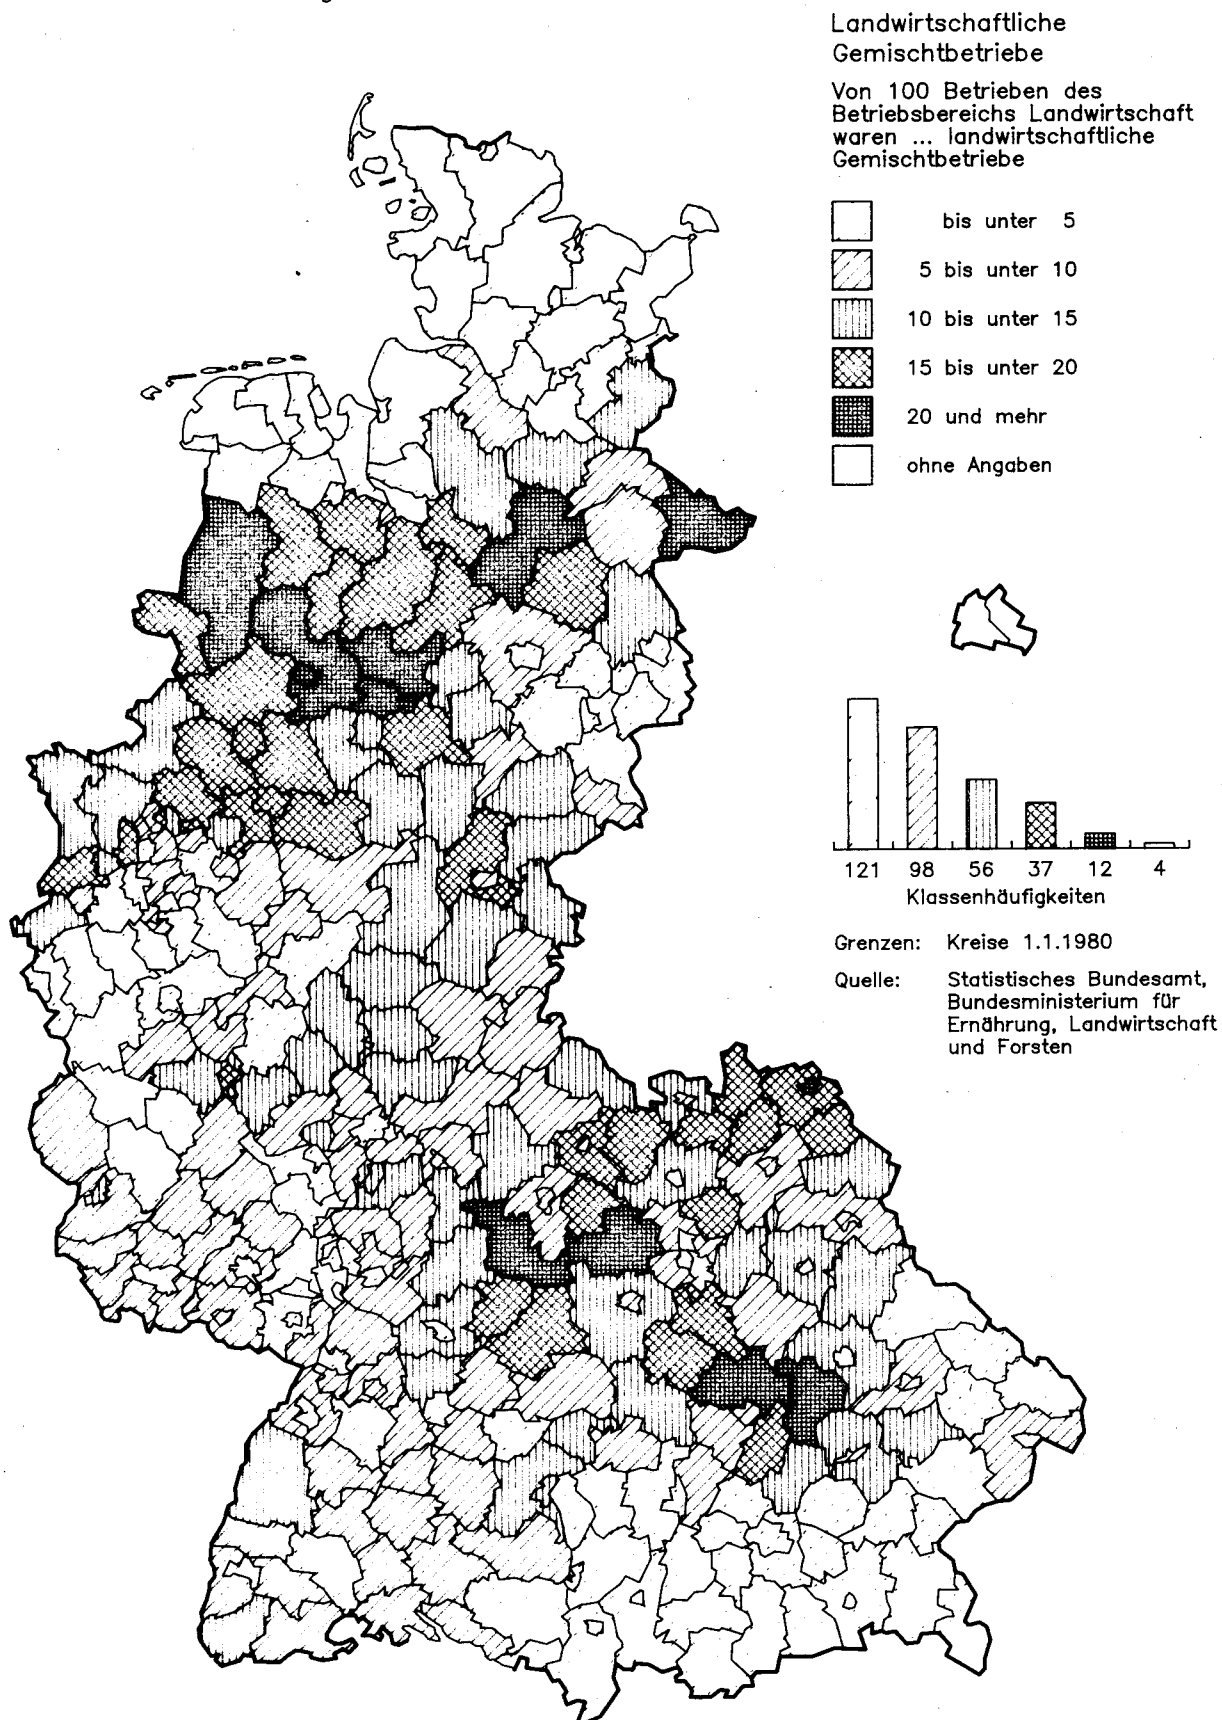 Landwirtschaftliche
Gemischtbetriebe
Von 100 Betrieben des
Betriebsbereichs Landwirtschaft
waren ... landwirtschaftliche
Gemischtbetriebe
bis unter 5
5 bis unter 10
10 bis unter 15
15 bis unter 20
20 und mehr
ohne Angaben
121 98 56 37 12 4
Klassenhäufigkeiten
Grenzen: Kreise 1.1.1980
Quelle: Statistisches Bundesamt,
Bundesministerium für
Ernährung, Landwirtschaft
und Forsten